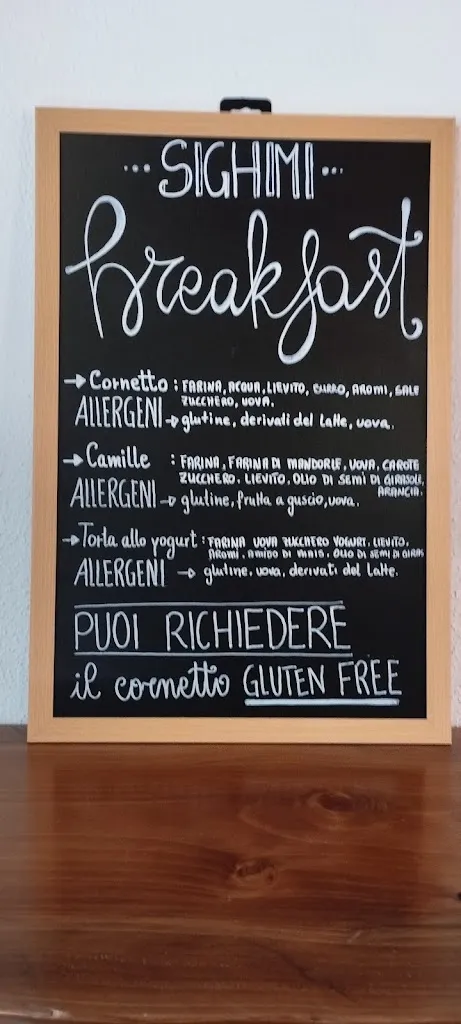 ... SIGHIMI ...
breakfast
→ Cornetto : FARINA, ACQUA, LIEVITO, BURRO, AROMI, SALE
ZUCCHERO, UOVA.
ALLERGENI → glutine, derivati del latte, uova.
→ Camille : FARINA, FARINA DI MANDORLE, UOVA, CAROTE
ZUCCHERO, LIEVITO, OLIO DI SEMI DI GIRASOLE,
ARANCIA.
ALLERGENI → glutine, frutta a guscio, uova.
→ Torta allo yogurt : FARINA UOVA ZUCCHERO YOGURT, LIEVITO,
AROMI, AMIDO DI MAIS, OLIO DI SEMI DI GIRAS
ALLERGENI → glutine, uova, derivati del latte.
PUOI RICHIEDERE
il cornetto GLUTEN FREE